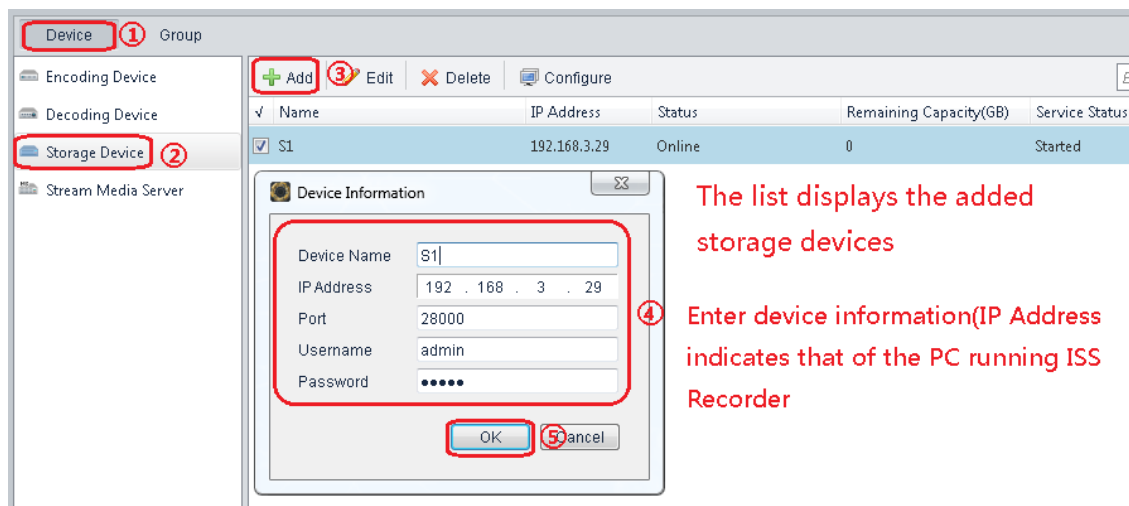 Device ① Group
Encoding Device
Decoding Device
Storage Device ②
Stream Media Server
Add ③ Edit Delete Configure
√ Name IP Address Status Remaining Capacity(GB) Service Status
S1 192.168.3.29 Online 0 Started
Device Information
Device Name S1
IP Address 192 . 168 . 3 . 29
Port 28000
Username admin
Password •••••
④
OK ⑤ Cancel
The list displays the added
storage devices
Enter device information(IP Address
indicates that of the PC running ISS
Recorder